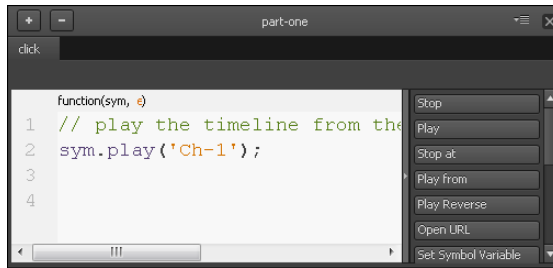 + - part-one
click
function(sym, e)
1 // play the timeline from the
2 sym.play('Ch-1');
3
4
Stop
Play
Stop at
Play from
Play Reverse
Open URL
Set Symbol Variable